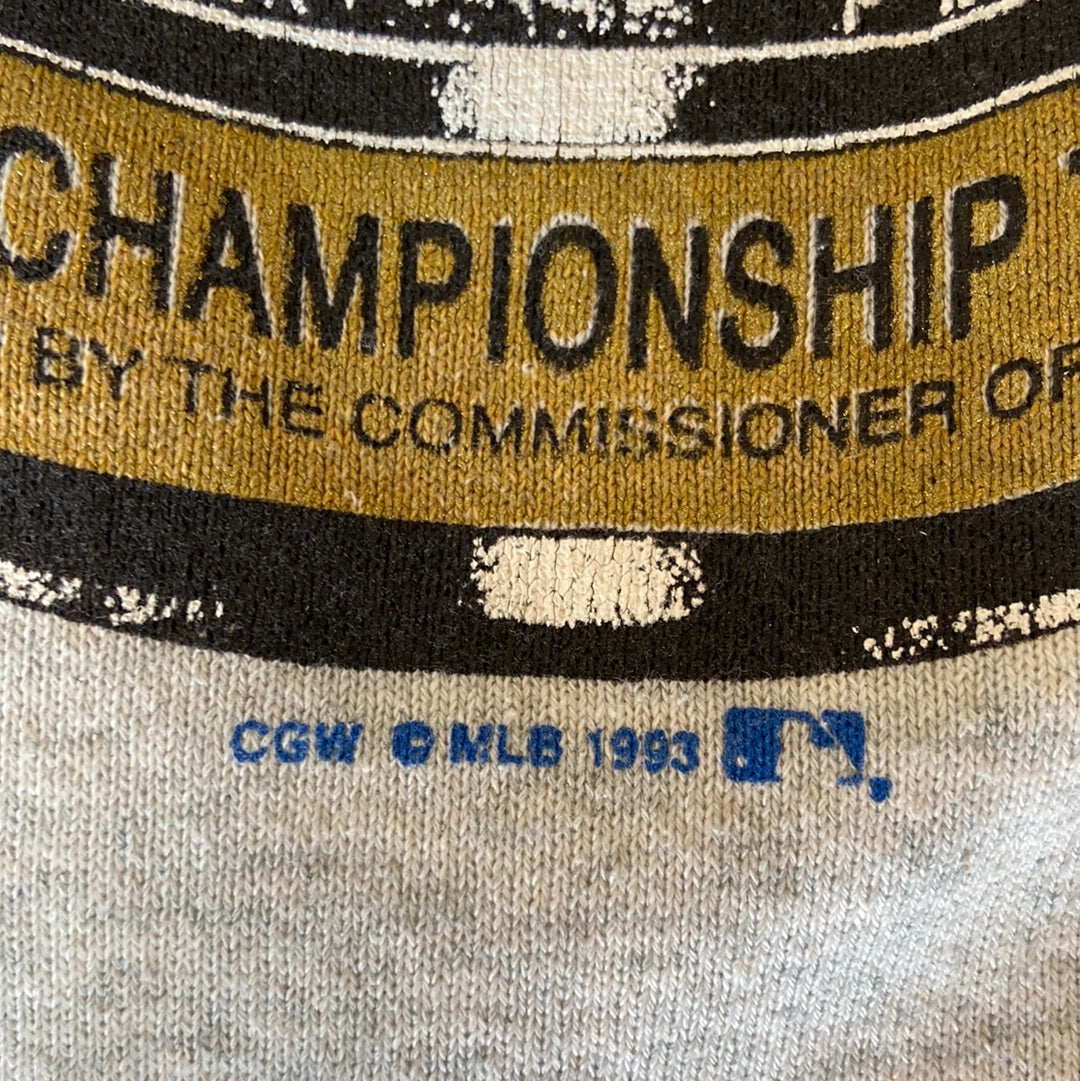 CHAMPIONSHIP
BY THE COMMISSIONER OF
CGW © MLB 1993